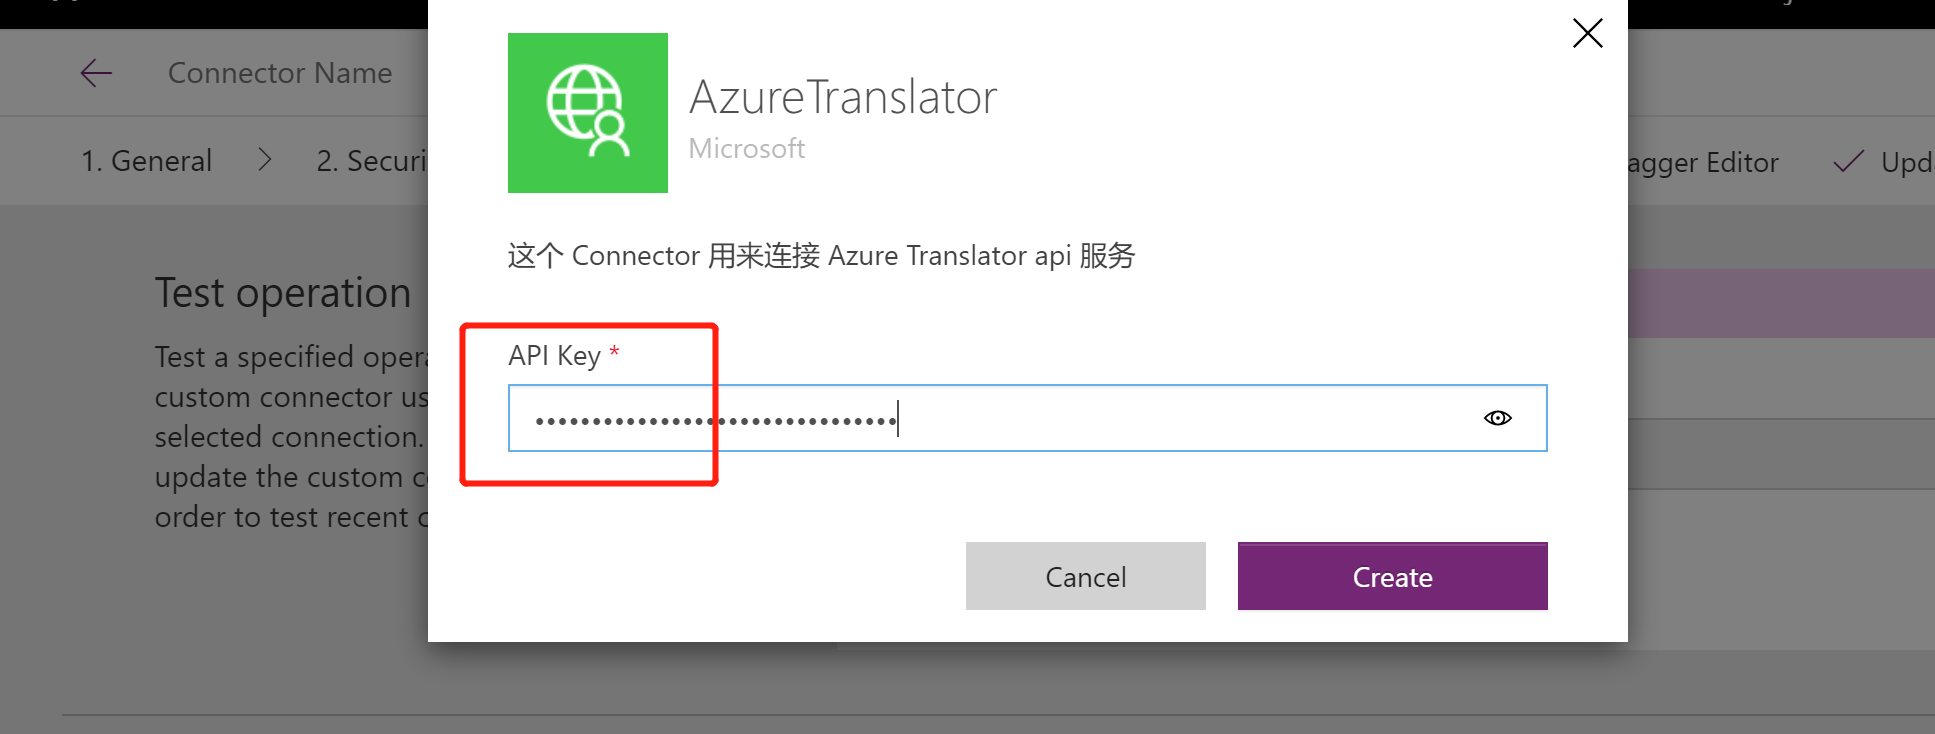 Connector Name
1. General
2. Securi
AzureTranslator
Microsoft
agger Editor
Upda
这个 Connector 用来连接 Azure Translator api 服务
Test operation
Test a specified opera
custom connector us
selected connection.
update the custom co
order to test recent c
API Key *
Cancel
Create